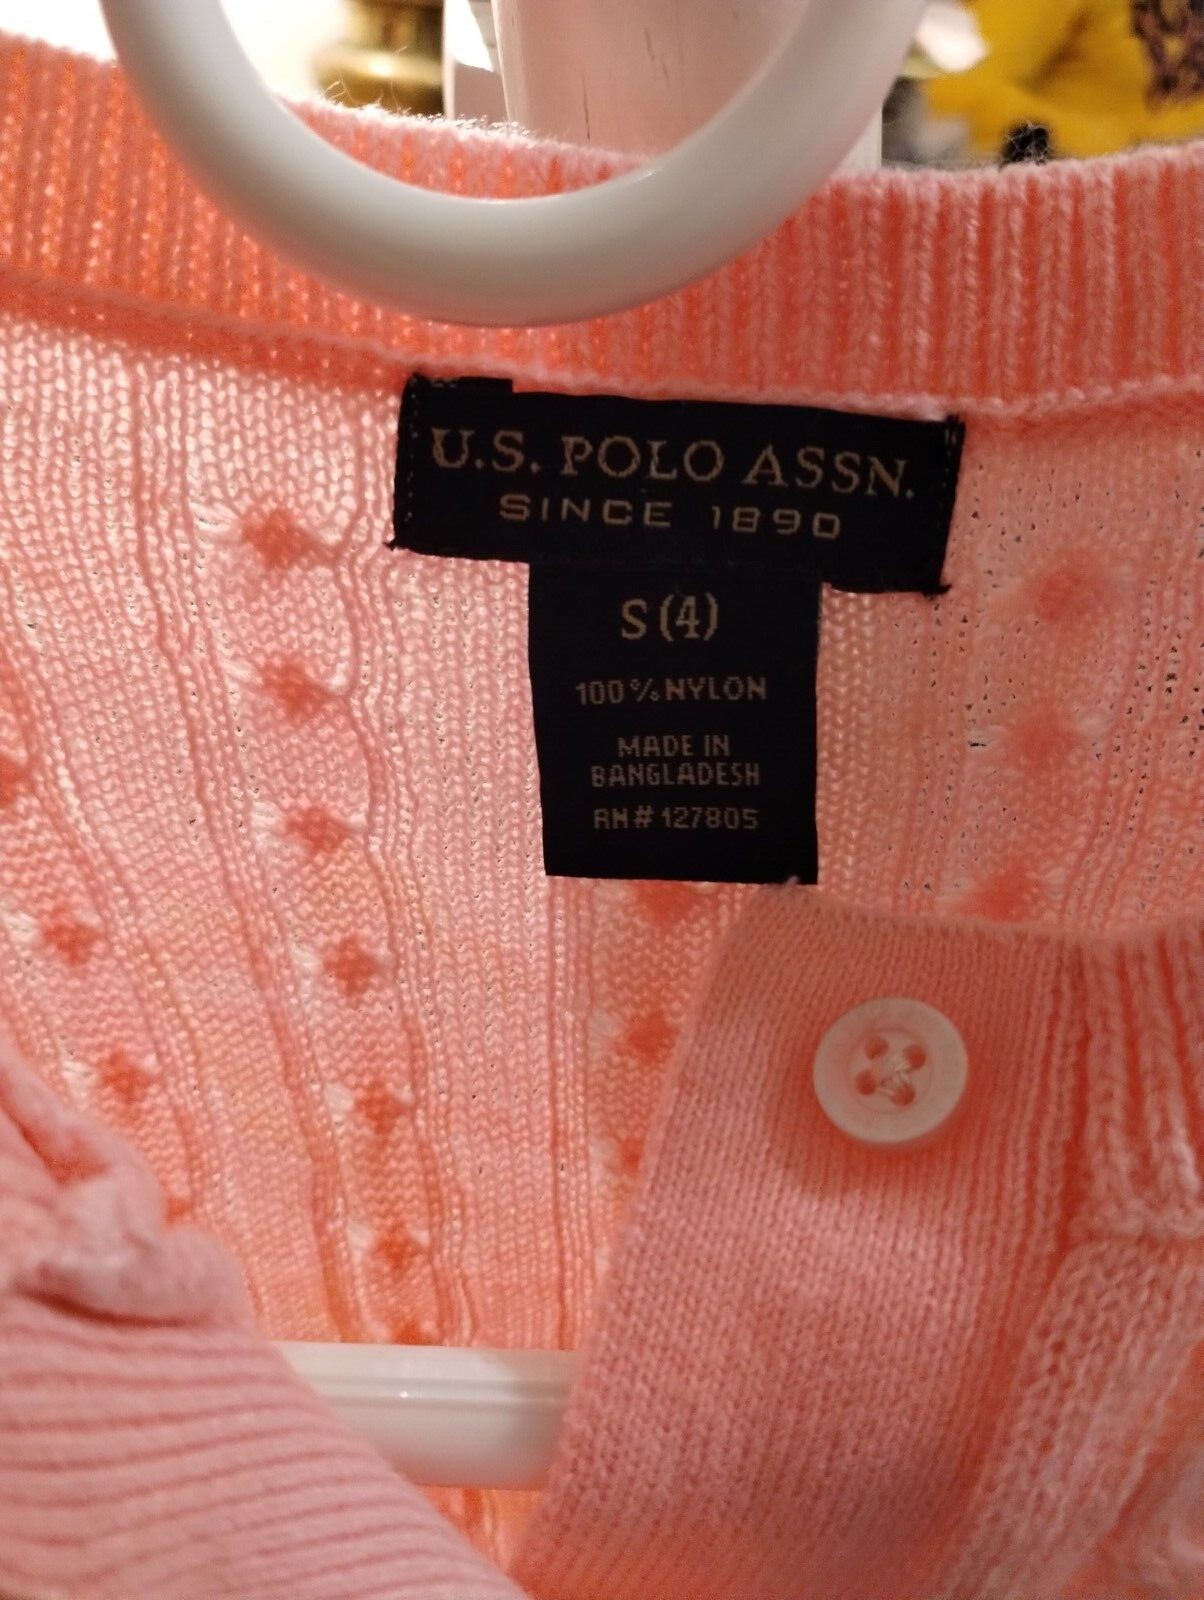 U.S. POLO ASSN.
SINCE 1890
S (4)
100% NYLON
MADE IN
BANGLADESH
RN# 127805